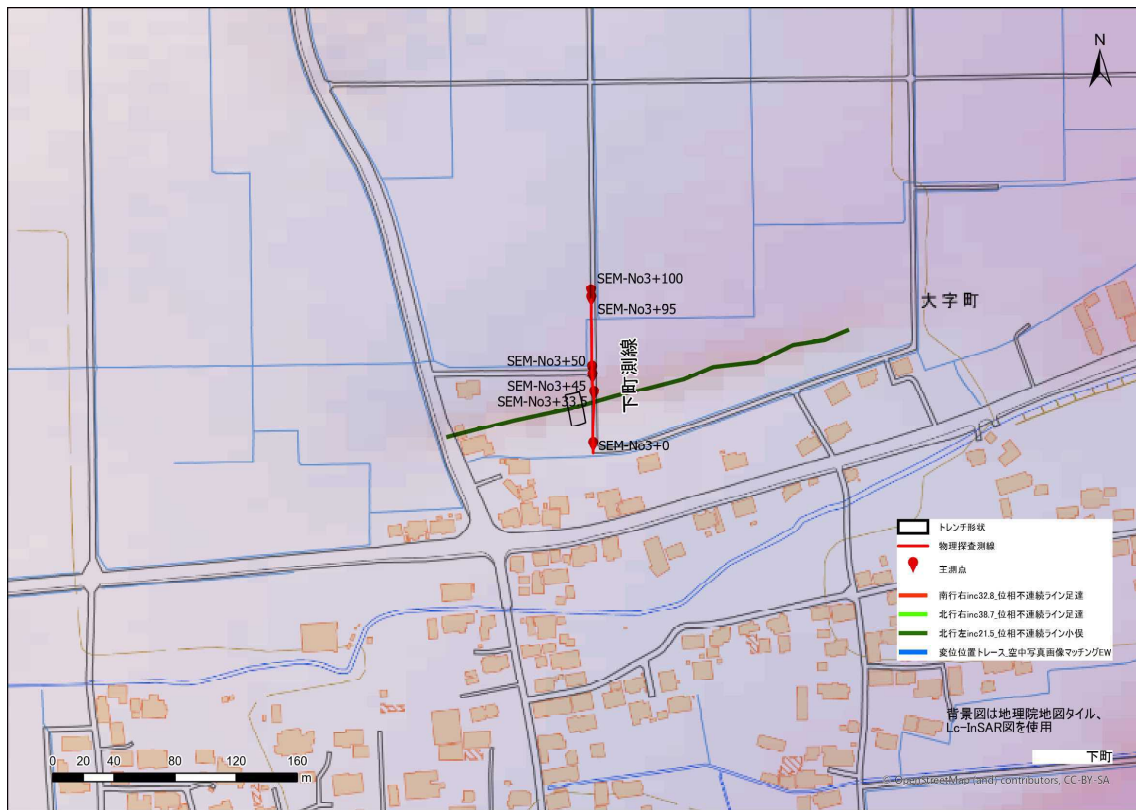 N
SEM-No3+100
SEM-No3+95
大字町
下町測線
SEM-No3+50
SEM-No3+45
SEM-No3+33.5
SEM-No3+0
トレンチ形状
物理探査測線
王測点
南行右inc32.8_位相不連続ライン足達
北行右inc38.7_位相不連続ライン足達
北行左inc21.5_位相不連続ライン小俣
変位位置トレース_空中写真画像マッチングEW
背景図は地理院地図タイル、
Lc-InSAR図を使用
下町
0 20 40 80 120 160
m
© OpenStreetMap (and) contributors, CC-BY-SA